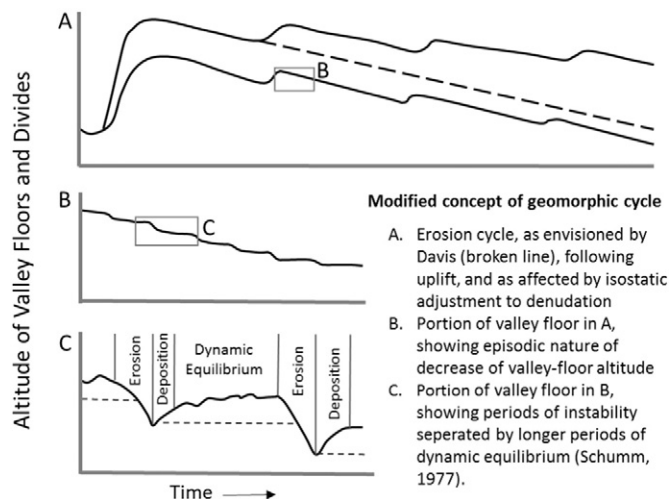 Altitude of Valley Floors and Divides
A
B
B
C
C
Erosion
Deposition
Dynamic
Equilibrium
Erosion
Deposition
Time
Modified concept of geomorphic cycle
A. Erosion cycle, as envisioned by
Davis (broken line), following
uplift, and as affected by isostatic
adjustment to denudation
B. Portion of valley floor in A,
showing episodic nature of
decrease of valley-floor altitude
C. Portion of valley floor in B,
showing periods of instability
seperated by longer periods of
dynamic equilibrium (Schumm,
1977).